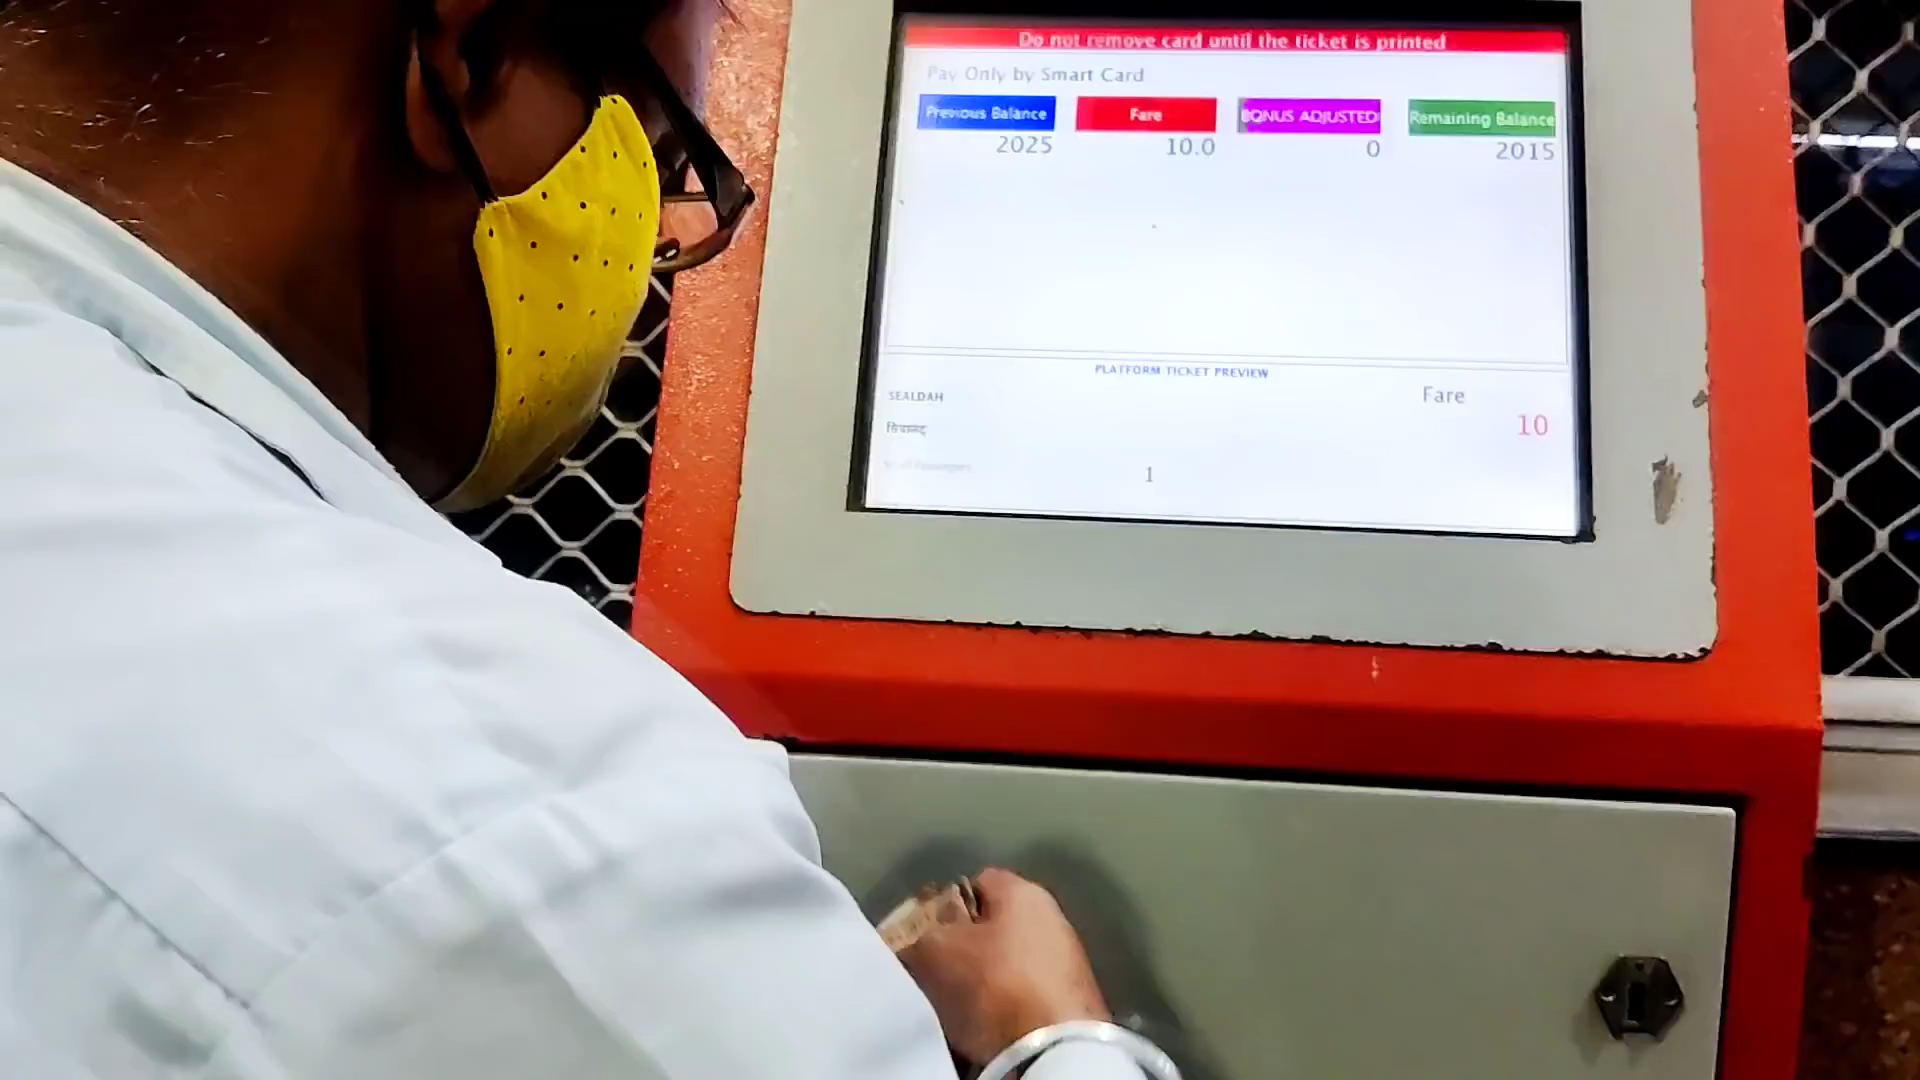 Do not remove card until the ticket is printed
Pay Only by Smart Card
Previous Balance Fare BONUS ADJUSTED Remaining Balance
2025 10.0 0 2015
PLATFORM TICKET PREVIEW
SEALDAH Fare
सियालदह 10
1